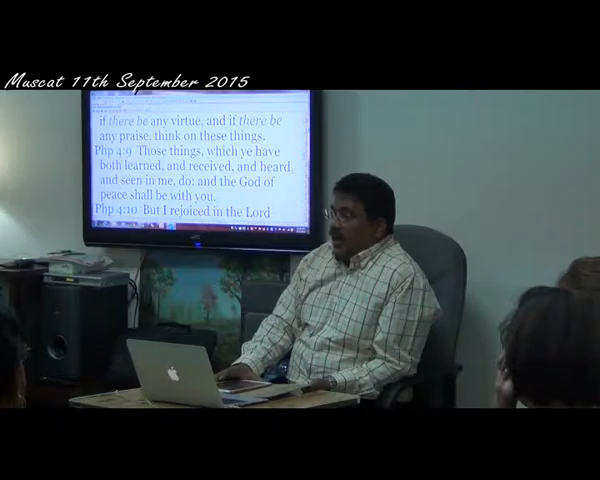 Muscat 11th September 2015
if there be any virtue, and if there be
any praise, think on these things.
Php 4:9 Those things, which ye have
both learned, and received, and heard,
and seen in me, do: and the God of
peace shall be with you.
Php 4:10 But I rejoiced in the Lord